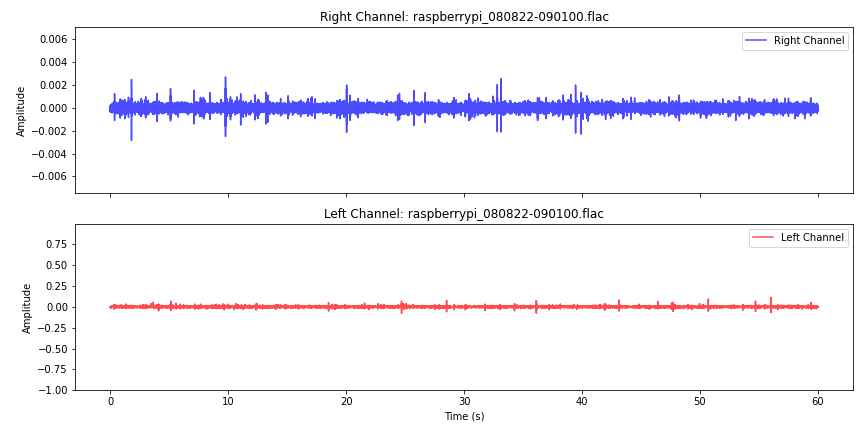 Right Channel: raspberrypi_080822-090100.flac
0.006
0.004
0.002
0.000
−0.002
−0.004
−0.006
Amplitude
Right Channel
Left Channel: raspberrypi_080822-090100.flac
0.75
0.50
0.25
0.00
−0.25
−0.50
−0.75
−1.00
Amplitude
Left Channel
0 10 20 30 40 50 60
Time (s)